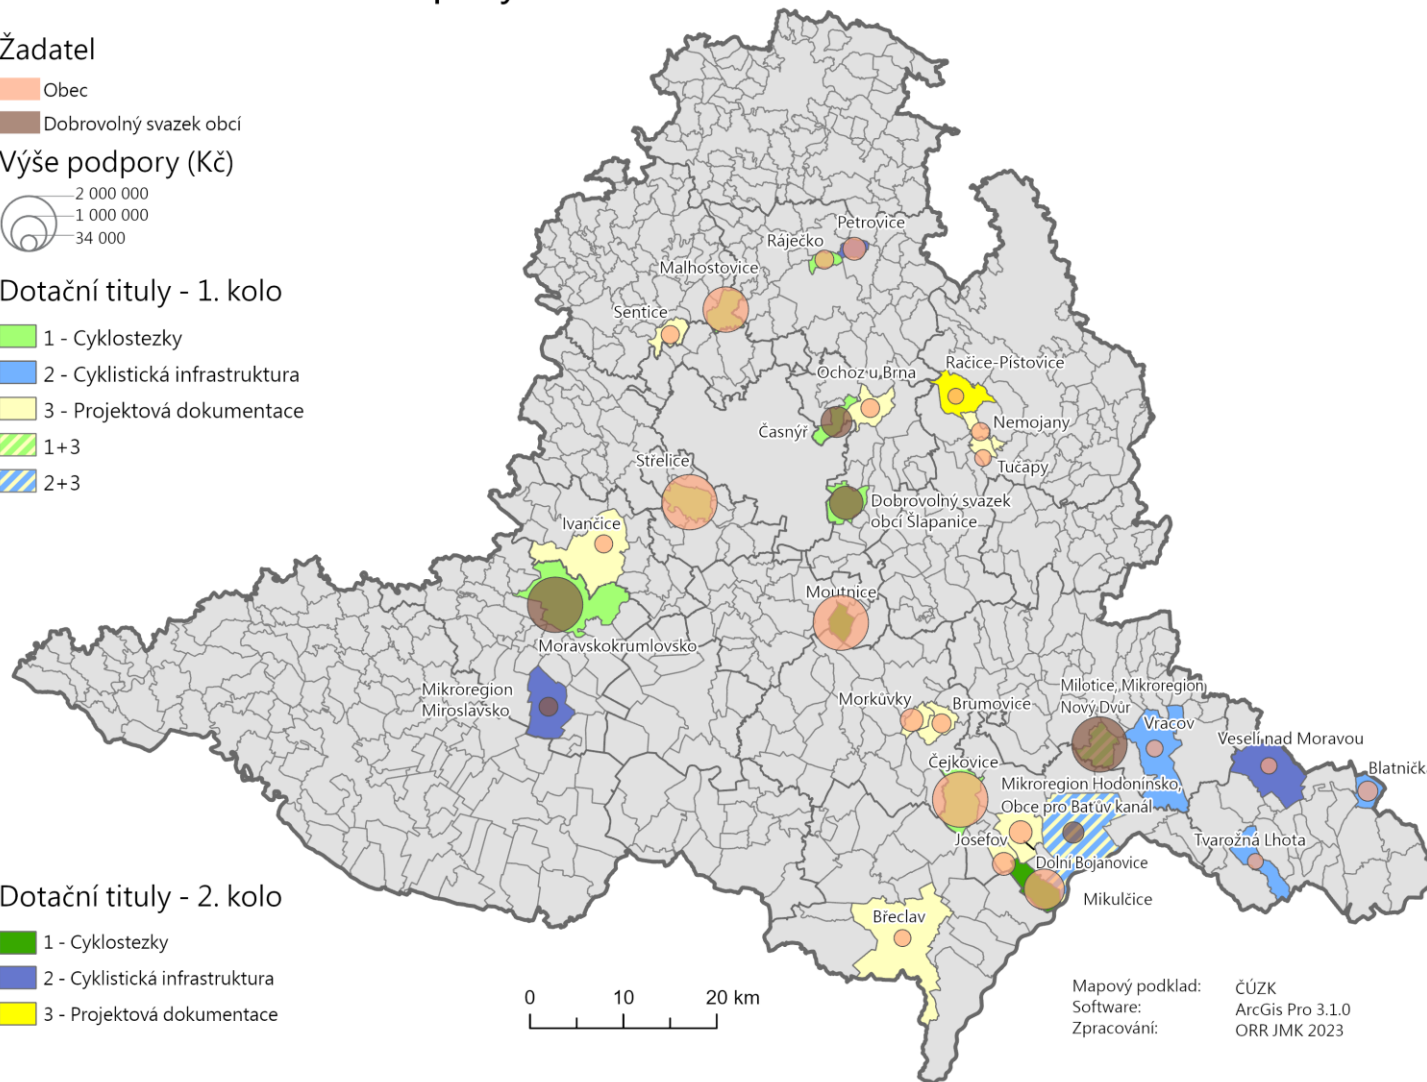 Žadatel
Obec
Dobrovolný svazek obcí
Výše podpory (Kč)
2 000 000
1 000 000
34 000
Dotační tituly - 1. kolo
1 - Cyklostezky
2 - Cyklistická infrastruktura
3 - Projektová dokumentace
1+3
2+3
Petrovice
Ráječko
Malhostovice
Sentice
Račice-Pístovice
Ochoz u Brna
Nemojany
Časnýř
Tučapy
Střelice
Dobrovolný svazek
obcí Šlapanice
Ivančice
Moutnice
Moravskokrumlovsko
Mikroregion
Miroslavsko
Milotice, Mikroregion
Nový Dvůr
Morkůvky
Brumovice
Vracov
Veselí nad Moravou
Čejkovice
Blatničk
Mikroregion Hodonínsko,
Obce pro Baťův kanál
Josefov
Tvarožná Lhota
Dolní Bojanovice
Mikulčice
Břeclav
Dotační tituly - 2. kolo
1 - Cyklostezky
2 - Cyklistická infrastruktura
3 - Projektová dokumentace
0 10 20 km
Mapový podklad: ČÚZK
Software: ArcGis Pro 3.1.0
Zpracování: ORR JMK 2023